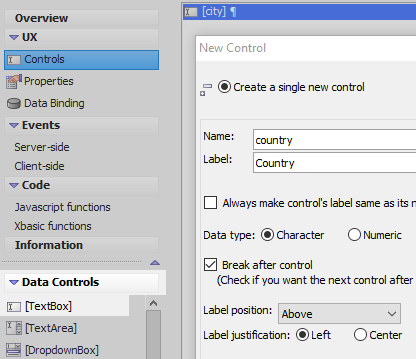 Overview
UX
Controls
Properties
Data Binding
Events
Server-side
Client-side
Code
Javascript functions
Xbasic functions
Information
Data Controls
[TextBox]
[TextArea]
[DropdownBox]
[city] ¶
New Control
Create a single new control
Name: country
Label: Country
Always make control's label same as its n
Data type: Character Numeric
Break after control
(Check if you want the next control after
Label position: Above
Label justification: Left Center